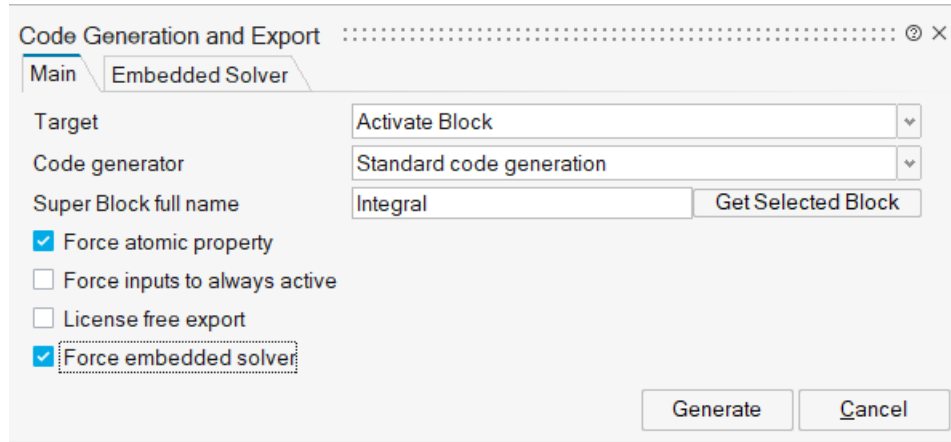 Code Generation and Export
Main Embedded Solver
Target Activate Block
Code generator Standard code generation
Super Block full name Integral Get Selected Block
Force atomic property
Force inputs to always active
License free export
Force embedded solver
Generate Cancel